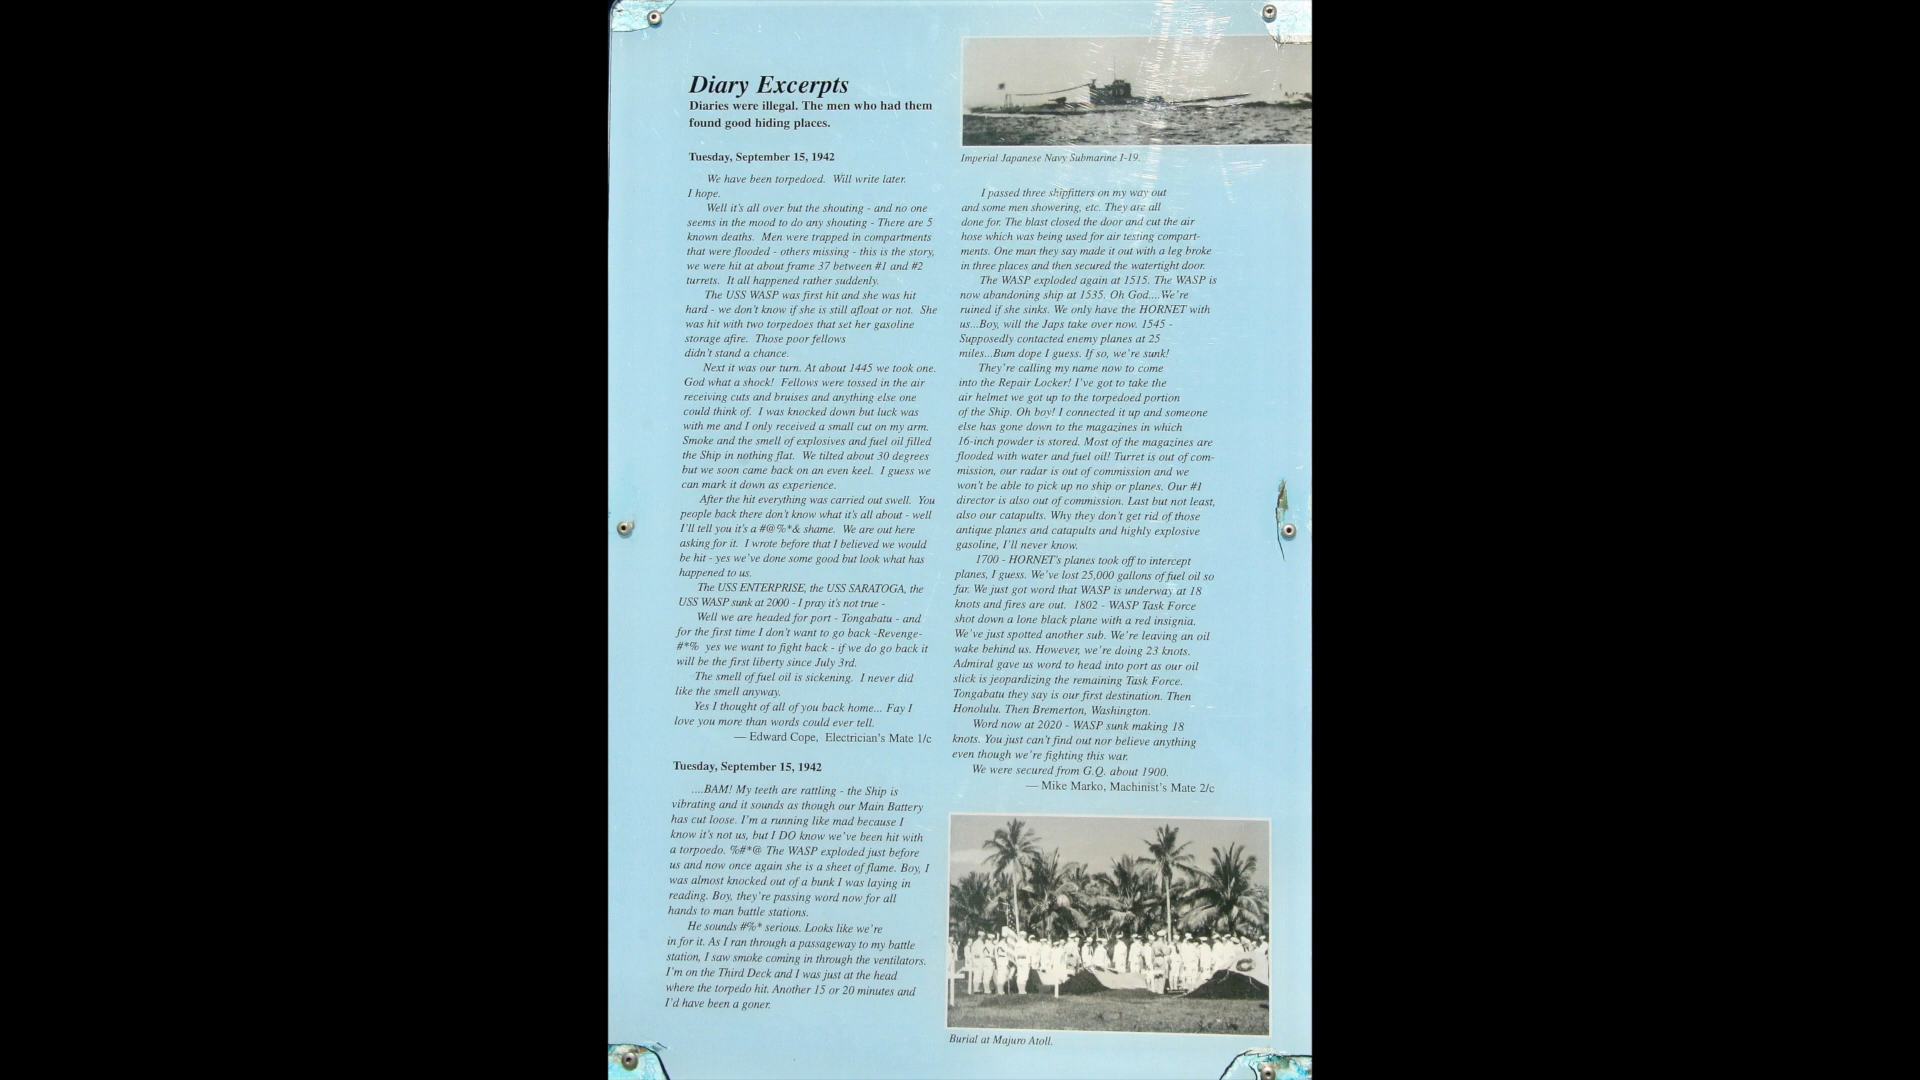 Diary Excerpts
Diaries were illegal. The men who had them
found good hiding places.
Tuesday, September 15, 1942
We have been torpedoed. Will write later.
I hope.
Well it's all over but the shouting - and no one
seems in the mood to do any shouting - There are 5
known deaths. Men were trapped in compartments
that were flooded - others missing - this is the story,
we were hit at about frame 37 between #1 and #2
turrets. It all happened rather suddenly.
The USS WASP was first hit and she was hit
hard - we don't know if she is still afloat or not. She
was hit with two torpedoes that set her gasoline
storage afire. Those poor fellows
didn't stand a chance.
Next it was our turn. At about 1445 we took one.
God what a shock! Fellows were tossed in the air
receiving cuts and bruises and anything else one
could think of. I was knocked down but luck was
with me and I only received a small cut on my arm.
Smoke and the smell of explosives and fuel oil filled
the Ship in nothing flat. We tilted about 30 degrees
but we soon came back on an even keel. I guess we
can mark it down as experience.
After the hit everything was carried out swell. You
people back there don't know what it's all about - well
I'll tell you it's a #@%*& shame. We are out here
asking for it. I wrote before that I believed we would
be hit - yes we've done some good but look what has
happened to us.
The USS ENTERPRISE, the USS SARATOGA, the
USS WASP sunk at 2000 - I pray it's not true -
Well we are headed for port - Tongabatu - and
for the first time I don't want to go back -Revenge-
#*% yes we want to fight back - if we do go back it
will be the first liberty since July 3rd.
The smell of fuel oil is sickening. I never did
like the smell anyway.
Yes I thought of all of you back home... Fay I
love you more than words could ever tell.
— Edward Cope, Electrician's Mate 1/c
Tuesday, September 15, 1942
....BAM! My teeth are rattling - the Ship is
vibrating and it sounds as though our Main Battery
has cut loose. I'm a running like mad because I
know it's not us, but I DO know we've been hit with
a torpoedo. %#*@ The WASP exploded just before
us and now once again she is a sheet of flame. Boy, I
was almost knocked out of a bunk I was laying in
reading. Boy, they're passing word now for all
hands to man battle stations.
He sounds #%* serious. Looks like we're
in for it. As I ran through a passageway to my battle
station, I saw smoke coming in through the ventilators.
I'm on the Third Deck and I was just at the head
where the torpedo hit. Another 15 or 20 minutes and
I'd have been a goner.
Imperial Japanese Navy Submarine I-19.
I passed three shipfitters on my way out
and some men showering, etc. They are all
done for. The blast closed the door and cut the air
hose which was being used for air testing compart-
ments. One man they say made it out with a leg broke
in three places and then secured the watertight door.
The WASP exploded again at 1515. The WASP is
now abandoning ship at 1535. Oh God....We're
ruined if she sinks. We only have the HORNET with
us...Boy, will the Japs take over now. 1545 -
Supposedly contacted enemy planes at 25
miles...Bum dope I guess. If so, we're sunk!
They're calling my name now to come
into the Repair Locker! I've got to take the
air helmet we got up to the torpedoed portion
of the Ship. Oh boy! I connected it up and someone
else has gone down to the magazines in which
16-inch powder is stored. Most of the magazines are
flooded with water and fuel oil! Turret is out of com-
mission, our radar is out of commission and we
won't be able to pick up no ship or planes. Our #1
director is also out of commission. Last but not least,
also our catapults. Why they don't get rid of those
antique planes and catapults and highly explosive
gasoline, I'll never know.
1700 - HORNET's planes took off to intercept
planes, I guess. We've lost 25,000 gallons of fuel oil so
far. We just got word that WASP is underway at 18
knots and fires are out. 1802 - WASP Task Force
shot down a lone black plane with a red insignia.
We've just spotted another sub. We're leaving an oil
wake behind us. However, we're doing 23 knots.
Admiral gave us word to head into port as our oil
slick is jeopardizing the remaining Task Force.
Tongabatu they say is our first destination. Then
Honolulu. Then Bremerton, Washington.
Word now at 2020 - WASP sunk making 18
knots. You just can't find out nor believe anything
even though we're fighting this war.
We were secured from G.Q. about 1900.
— Mike Marko, Machinist's Mate 2/c
Burial at Majuro Atoll.